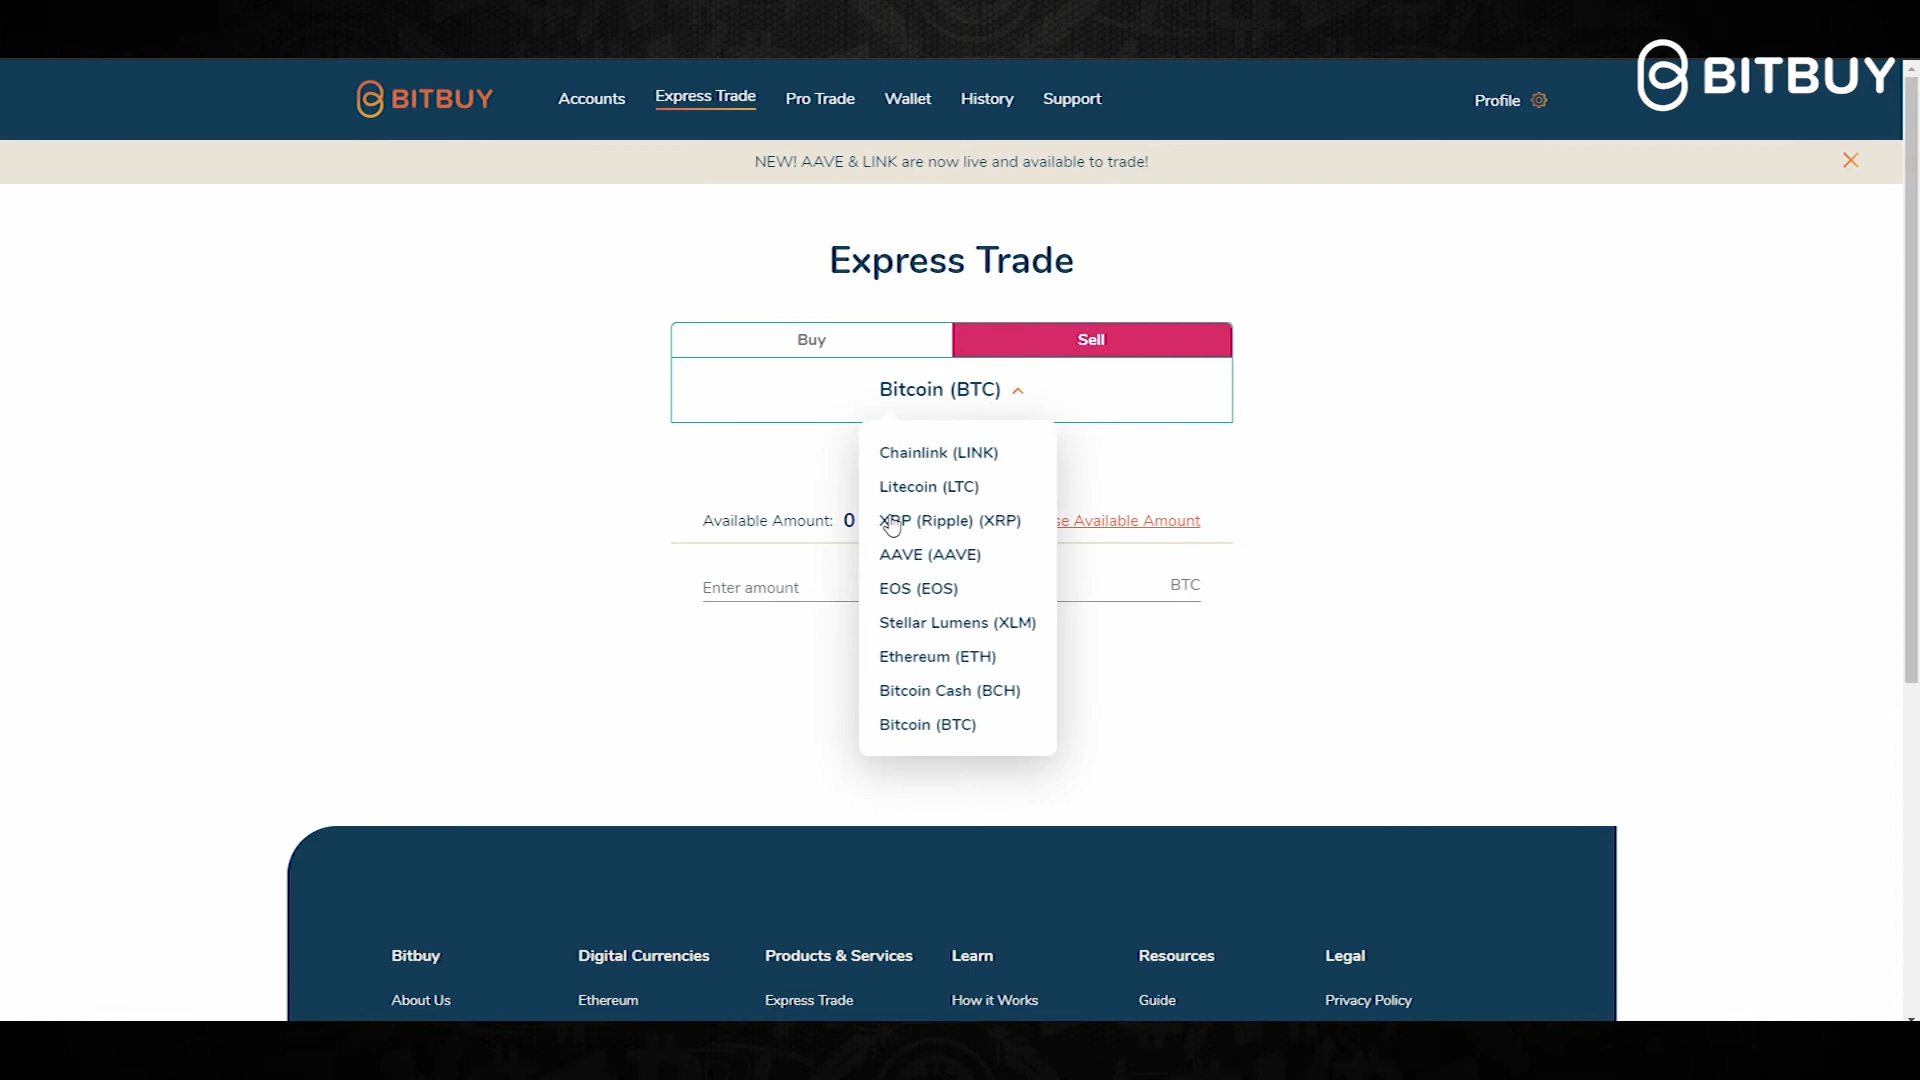 BITBUY
BITBUY Accounts Express Trade Pro Trade Wallet History Support Profile
NEW! AAVE & LINK are now live and available to trade!
Express Trade
Buy Sell
Bitcoin (BTC)
Chainlink (LINK)
Litecoin (LTC)
Available Amount: 0 XRP (Ripple) (XRP) se Available Amount
AAVE (AAVE)
Enter amount EOS (EOS) BTC
Stellar Lumens (XLM)
Ethereum (ETH)
Bitcoin Cash (BCH)
Bitcoin (BTC)
Bitbuy Digital Currencies Products & Services Learn Resources Legal
About Us Ethereum Express Trade How it Works Guide Privacy Policy